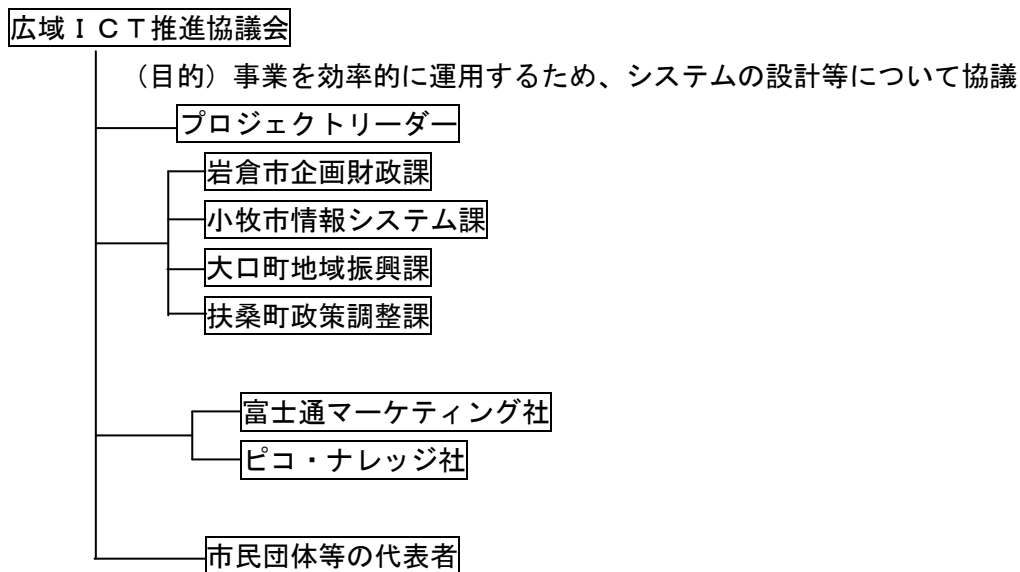 広域ＩＣＴ推進協議会
（目的）事業を効率的に運用するため、システムの設計等について協議
プロジェクトリーダー
岩倉市企画財政課
小牧市情報システム課
大口町地域振興課
扶桑町政策調整課
富士通マーケティング社
ピコ・ナレッジ社
市民団体等の代表者